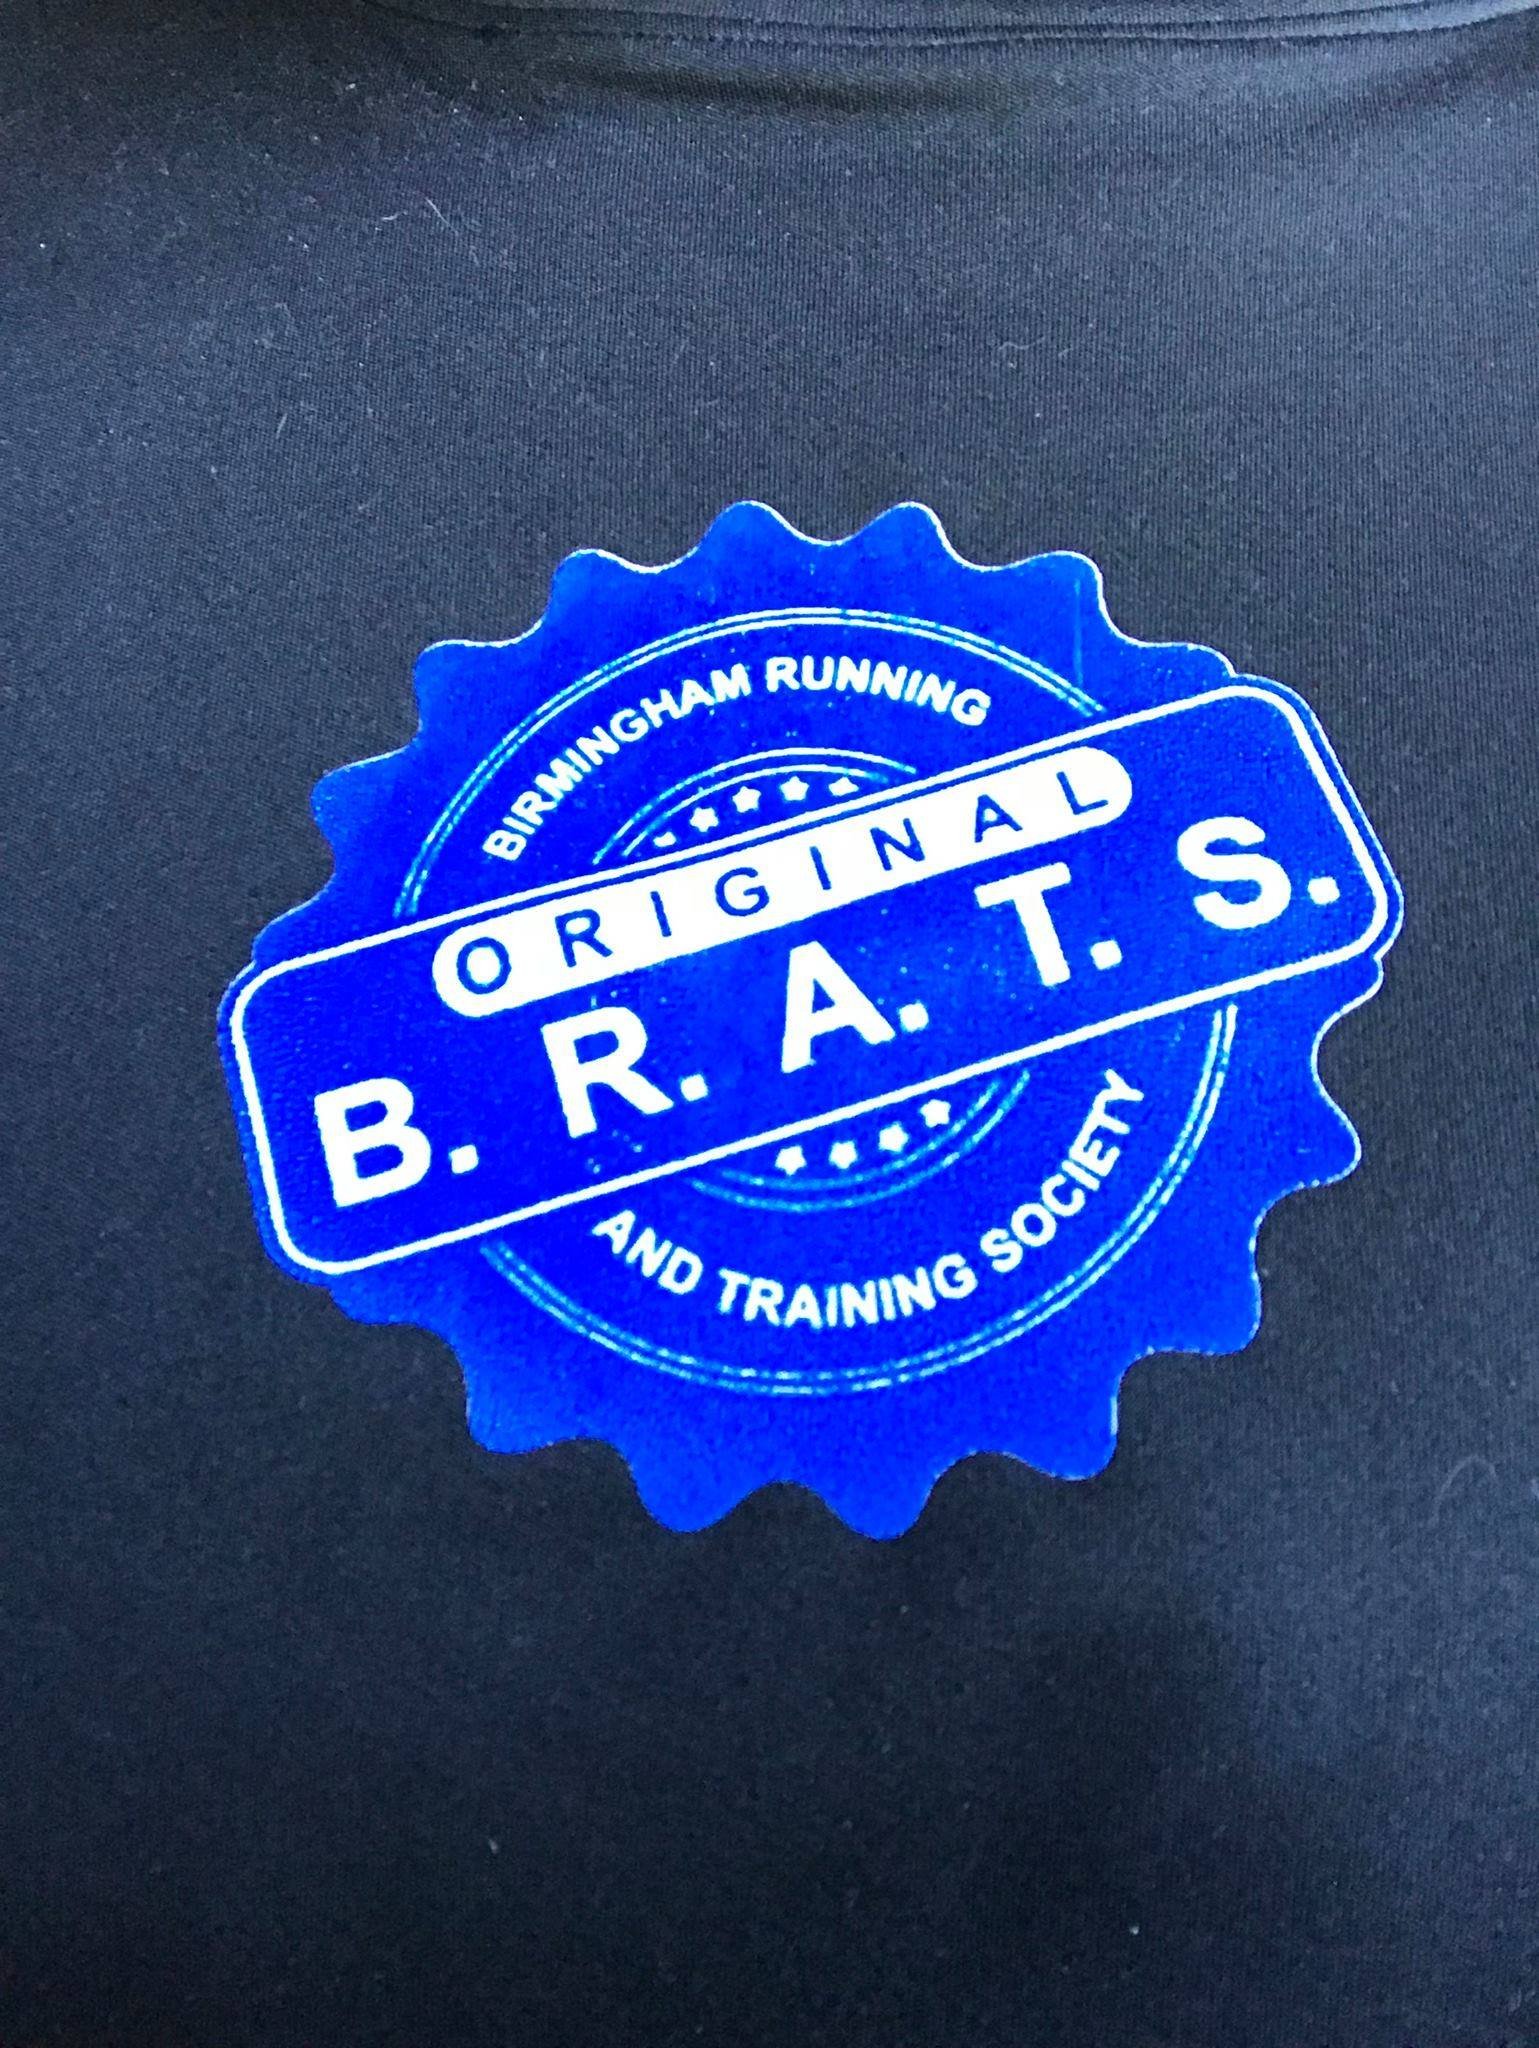 BIRMINGHAM RUNNING
ORIGINAL
B. R. A. T. S.
AND TRAINING SOCIETY